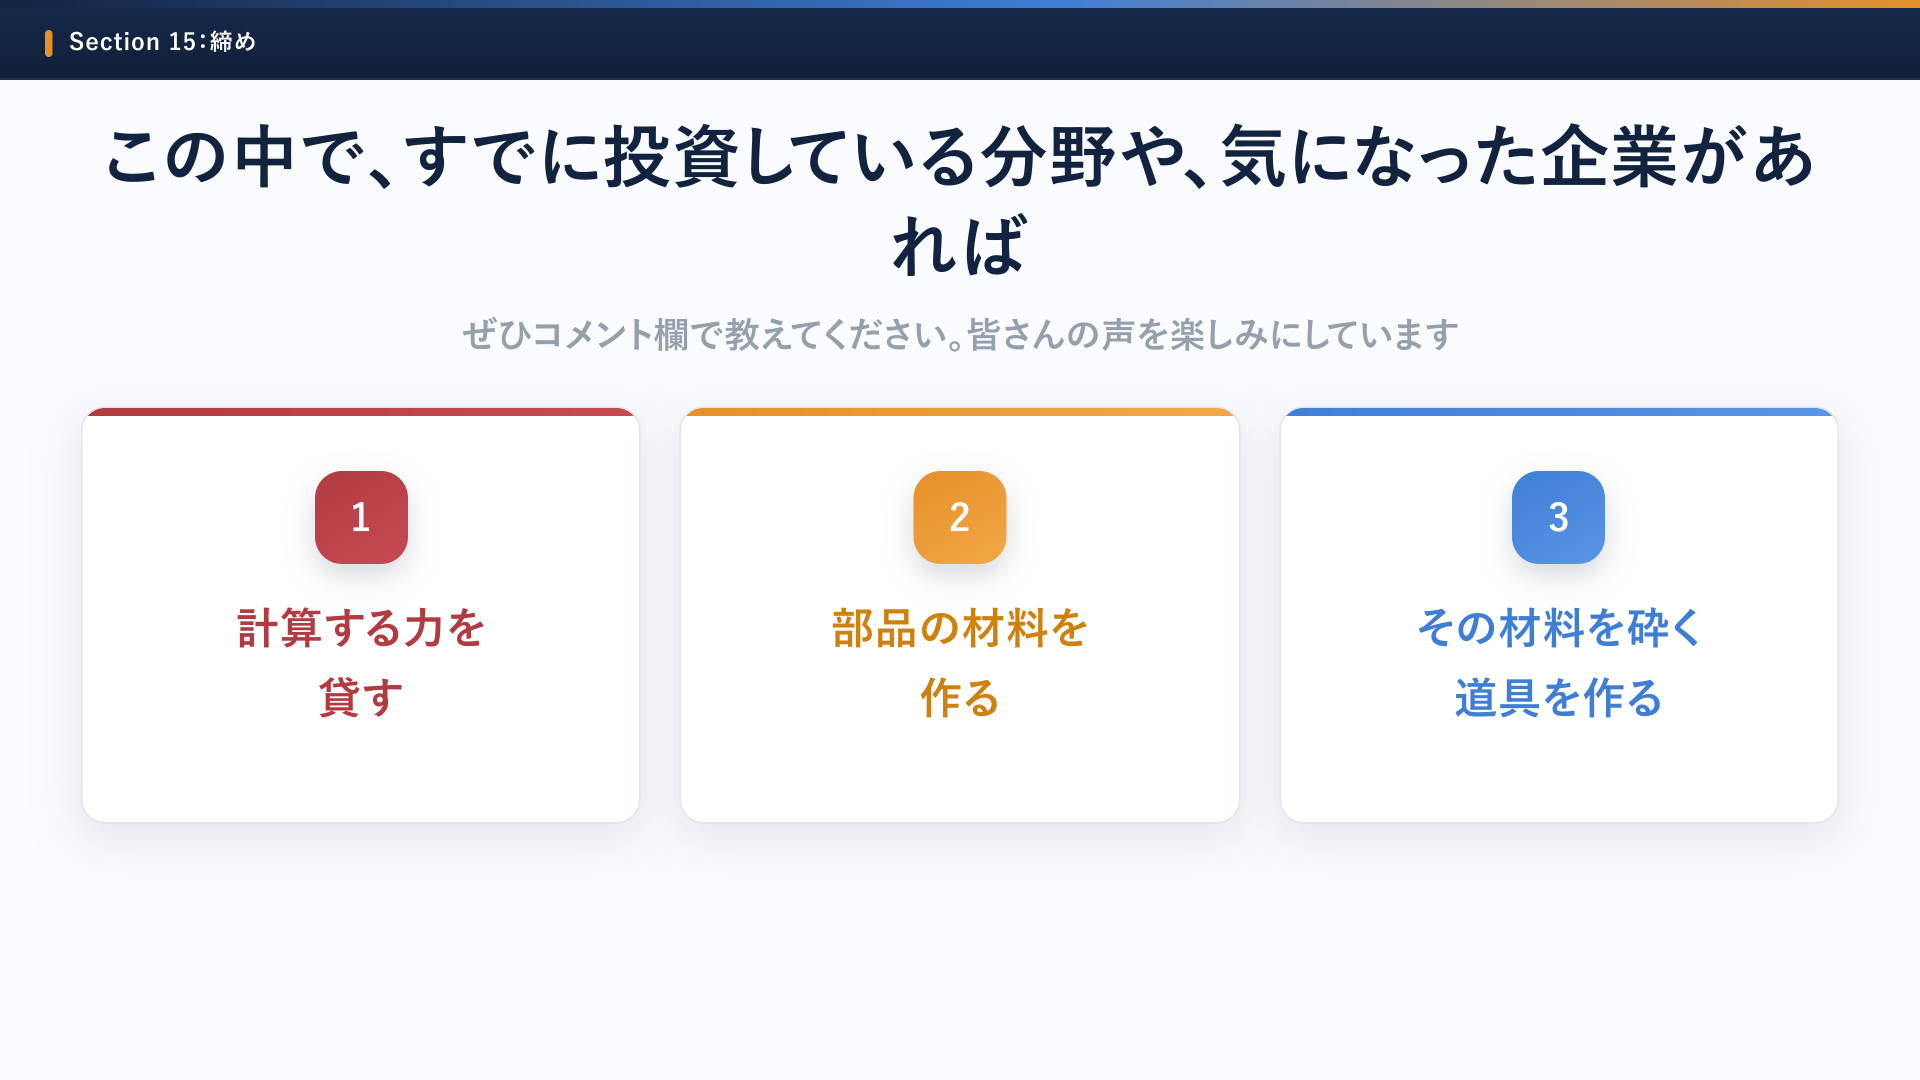 Section 15：締め
この中で、すでに投資している分野や、気になった企業があ
れば
ぜひコメント欄で教えてください。皆さんの声を楽しみにしています
1
計算する力を
貸す
2
部品の材料を
作る
3
その材料を砕く
道具を作る